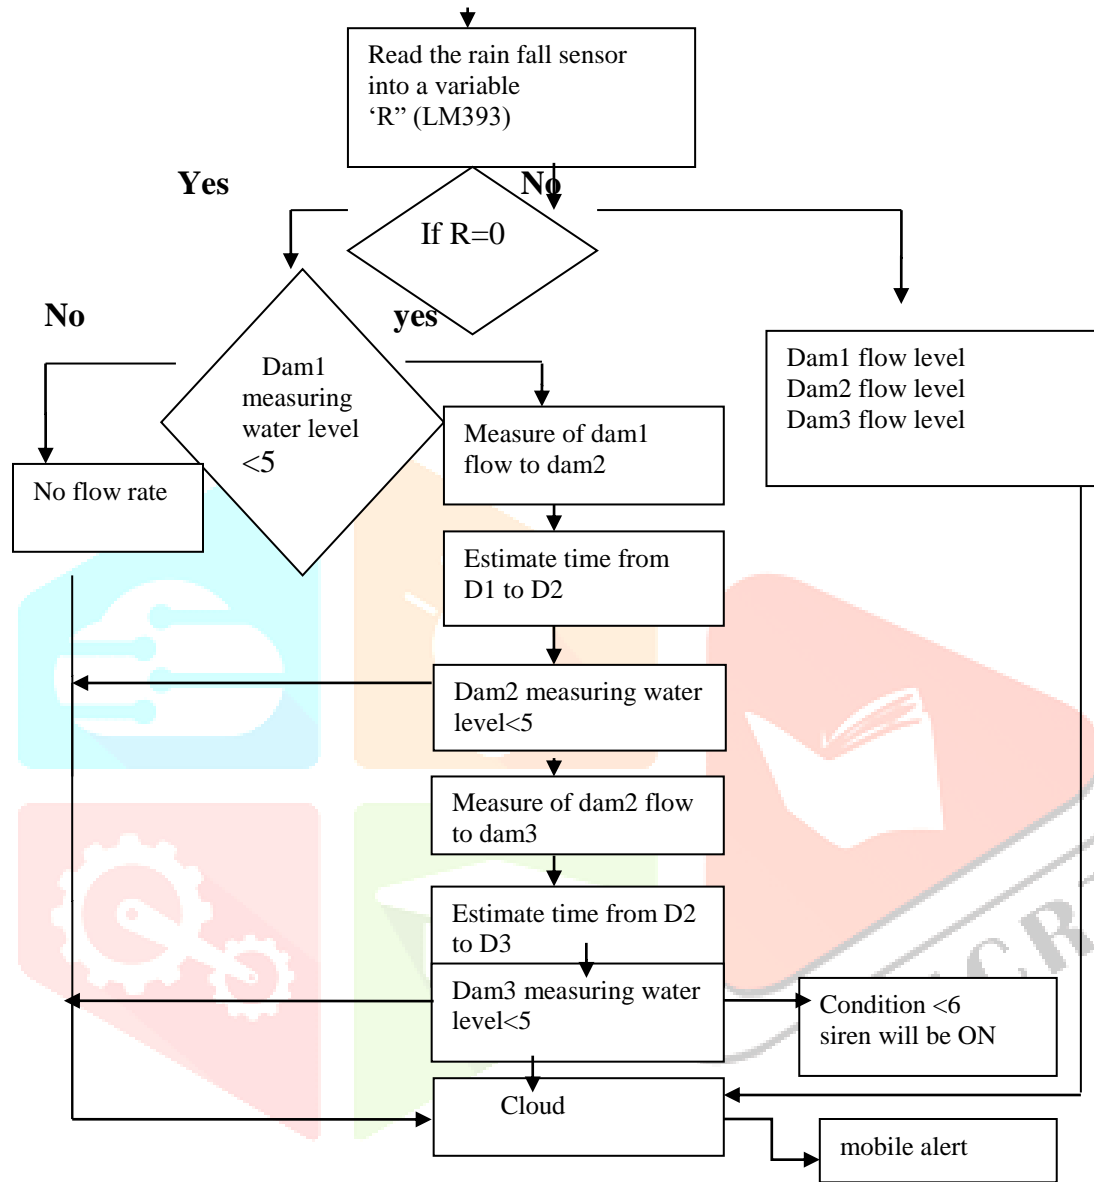 Read the rain fall sensor
into a variable
‘R” (LM393)
Yes
No
If R=0
No
yes
Dam1
measuring
water level
<5
Dam1 flow level
Dam2 flow level
Dam3 flow level
Measure of dam1
flow to dam2
No flow rate
Estimate time from
D1 to D2
Dam2 measuring water
level<5
Measure of dam2 flow
to dam3
Estimate time from D2
to D3
Dam3 measuring water
level<5
Condition <6
siren will be ON
Cloud
mobile alert